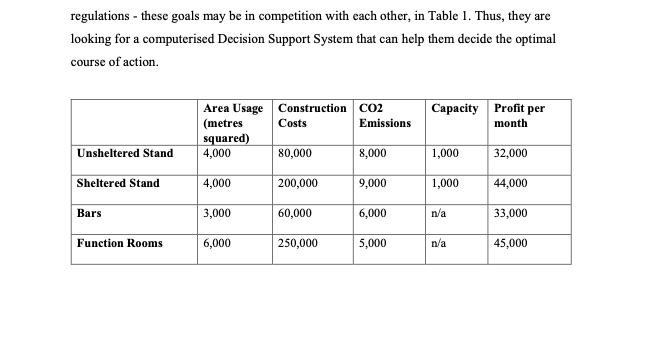 regulations - these goals may be in competition with each other, in Table 1. Thus, they are
looking for a computerised Decision Support System that can help them decide the optimal
course of action.
Area Usage (metres squared) Construction Costs CO2 Emissions Capacity Profit per month
Unsheltered Stand 4,000 80,000 8,000 1,000 32,000
Sheltered Stand 4,000 200,000 9,000 1,000 44,000
Bars 3,000 60,000 6,000 n/a 33,000
Function Rooms 6,000 250,000 5,000 n/a 45,000